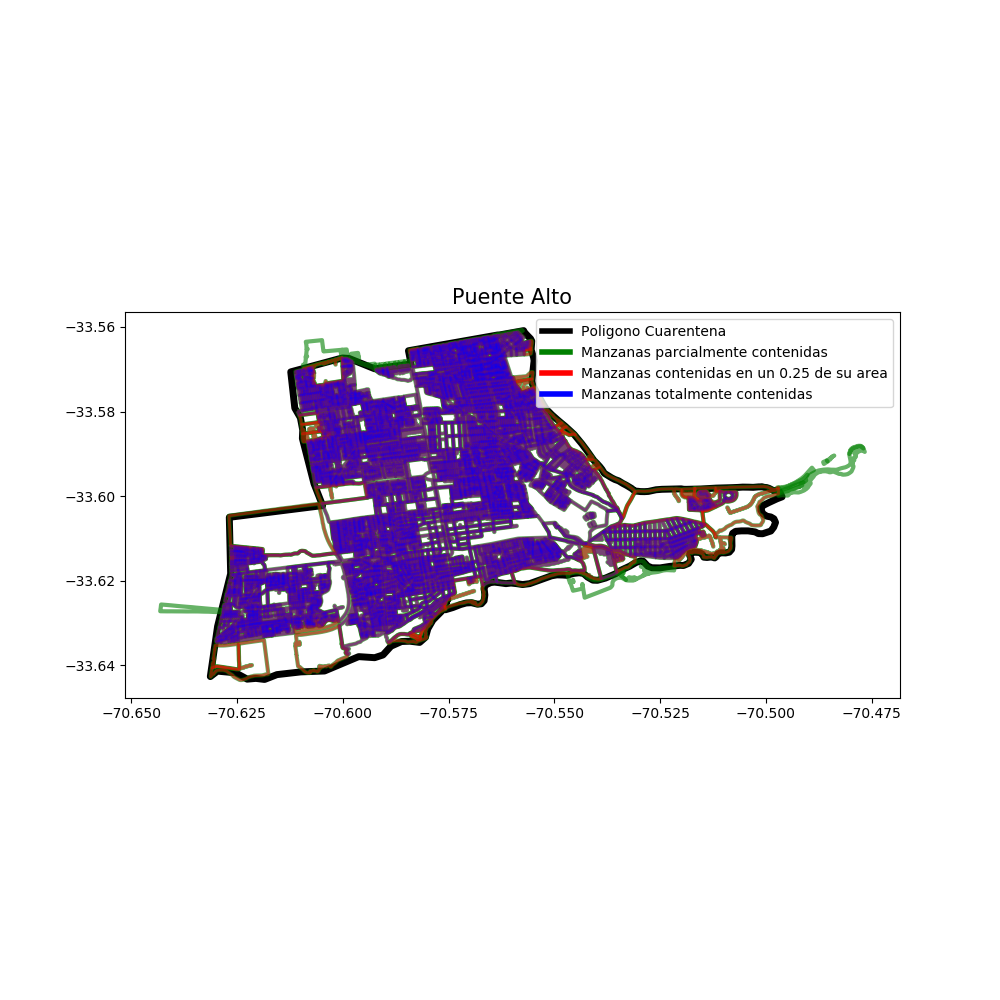 Puente Alto
Poligono Cuarentena
Manzanas parcialmente contenidas
Manzanas contenidas en un 0.25 de su area
Manzanas totalmente contenidas
−33.56
−33.58
−33.60
−33.62
−33.64
−70.650 −70.625 −70.600 −70.575 −70.550 −70.525 −70.500 −70.475